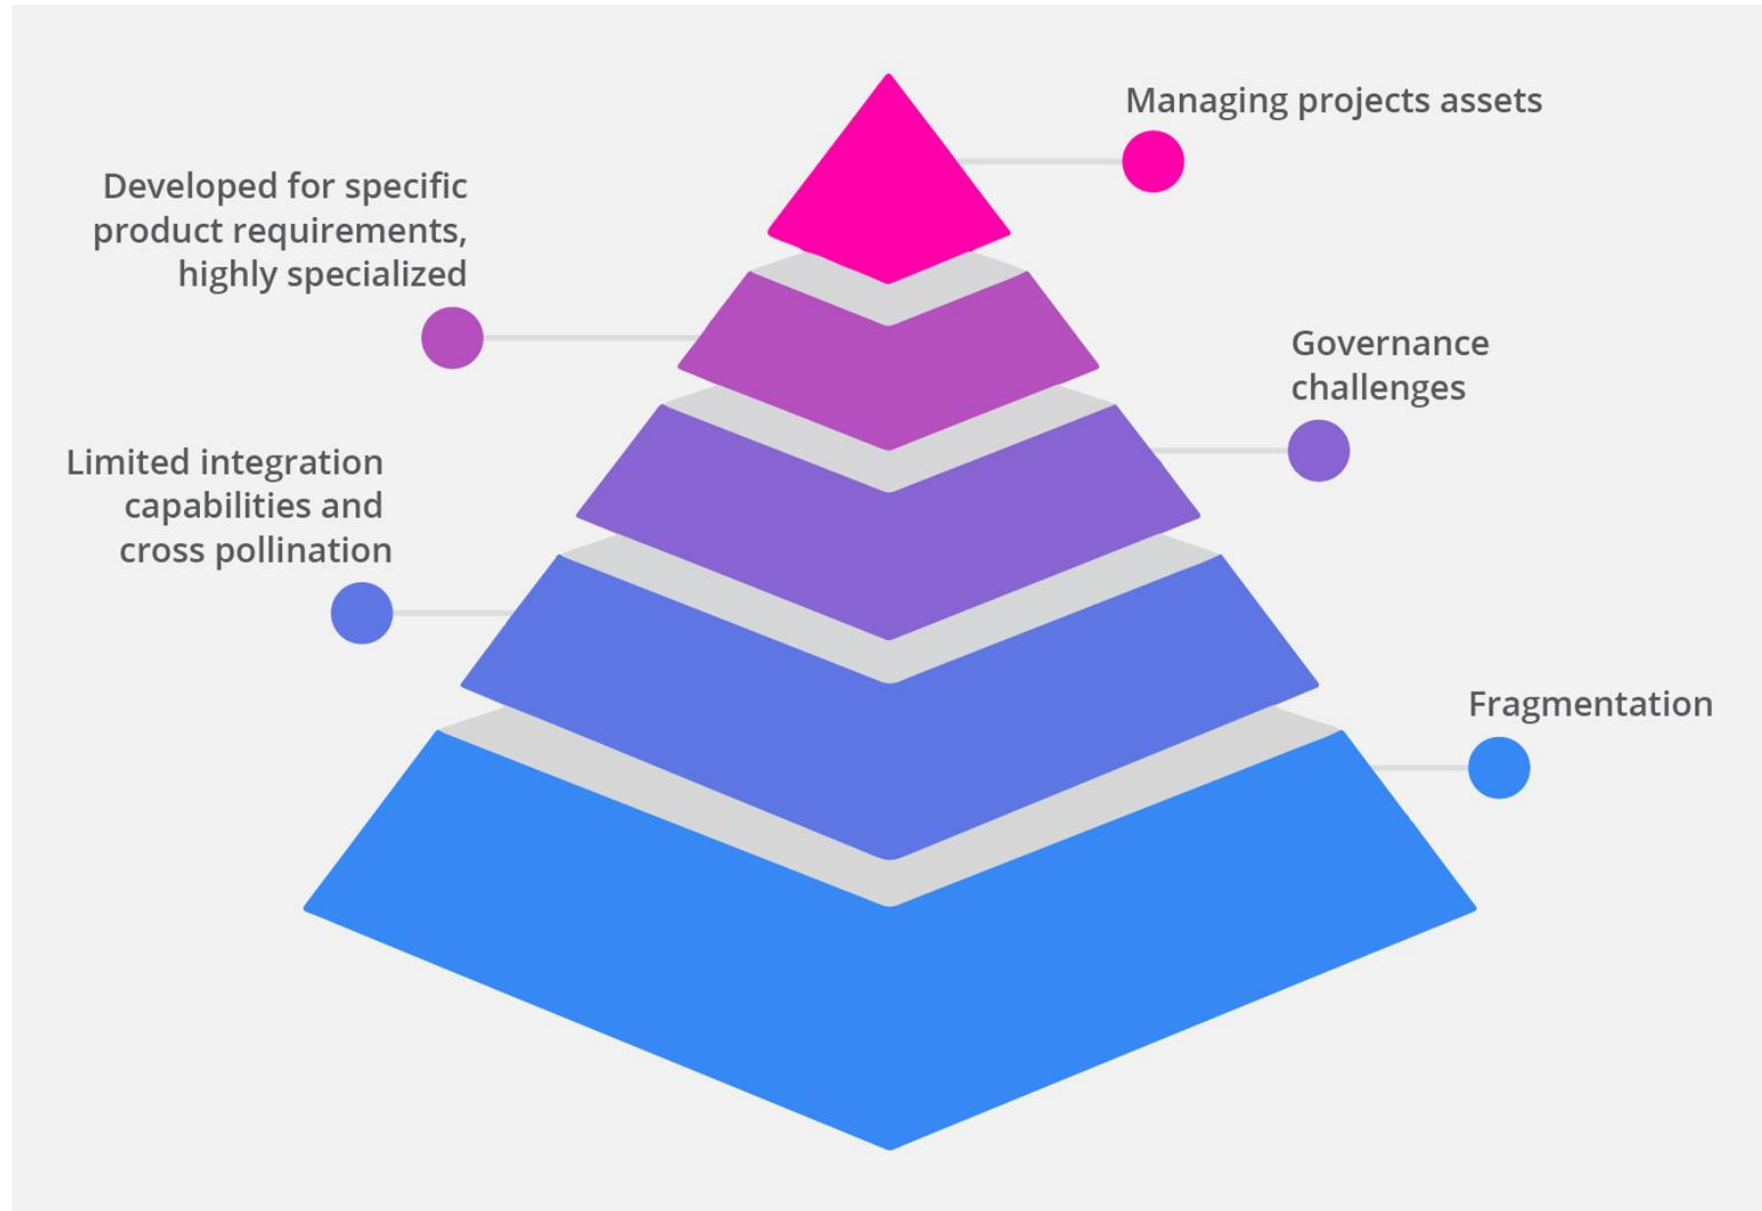 Managing projects assets
Developed for specific
product requirements,
highly specialized
Governance
challenges
Limited integration
capabilities and
cross pollination
Fragmentation